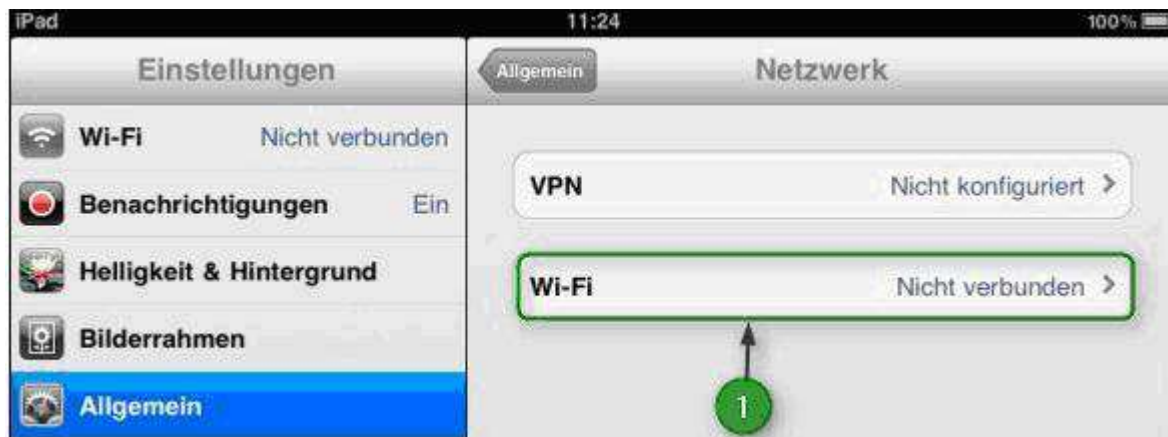 iPad 11:24 100%
Einstellungen
Wi-Fi Nicht verbunden
Benachrichtigungen Ein
Helligkeit & Hintergrund
Bilderrahmen
Allgemein
Allgemein Netzwerk
VPN Nicht konfiguriert >
Wi-Fi Nicht verbunden >
1